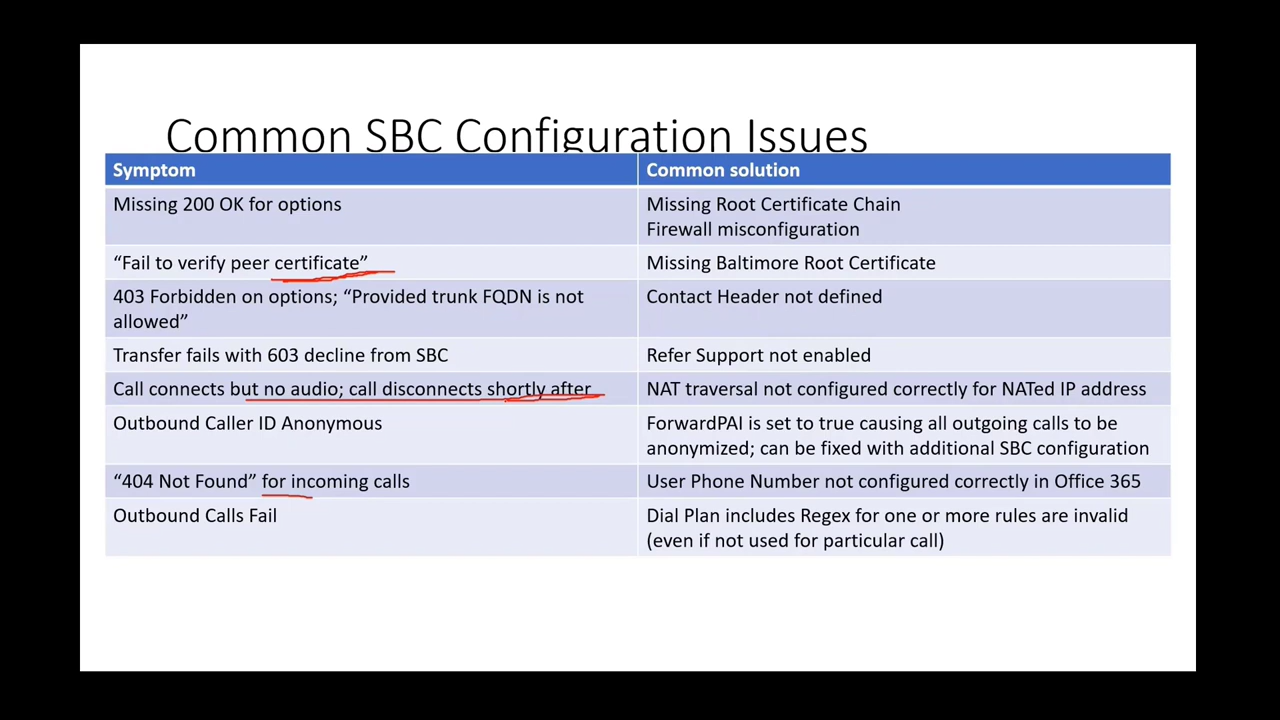 Common SBC Configuration Issues
Symptom
Common solution
Missing 200 OK for options
Missing Root Certificate Chain
Firewall misconfiguration
“Fail to verify peer certificate”
Missing Baltimore Root Certificate
403 Forbidden on options; “Provided trunk FQDN is not
allowed”
Contact Header not defined
Transfer fails with 603 decline from SBC
Refer Support not enabled
Call connects but no audio; call disconnects shortly after
NAT traversal not configured correctly for NATed IP address
Outbound Caller ID Anonymous
ForwardPAI is set to true causing all outgoing calls to be
anonymized; can be fixed with additional SBC configuration
“404 Not Found” for incoming calls
User Phone Number not configured correctly in Office 365
Outbound Calls Fail
Dial Plan includes Regex for one or more rules are invalid
(even if not used for particular call)